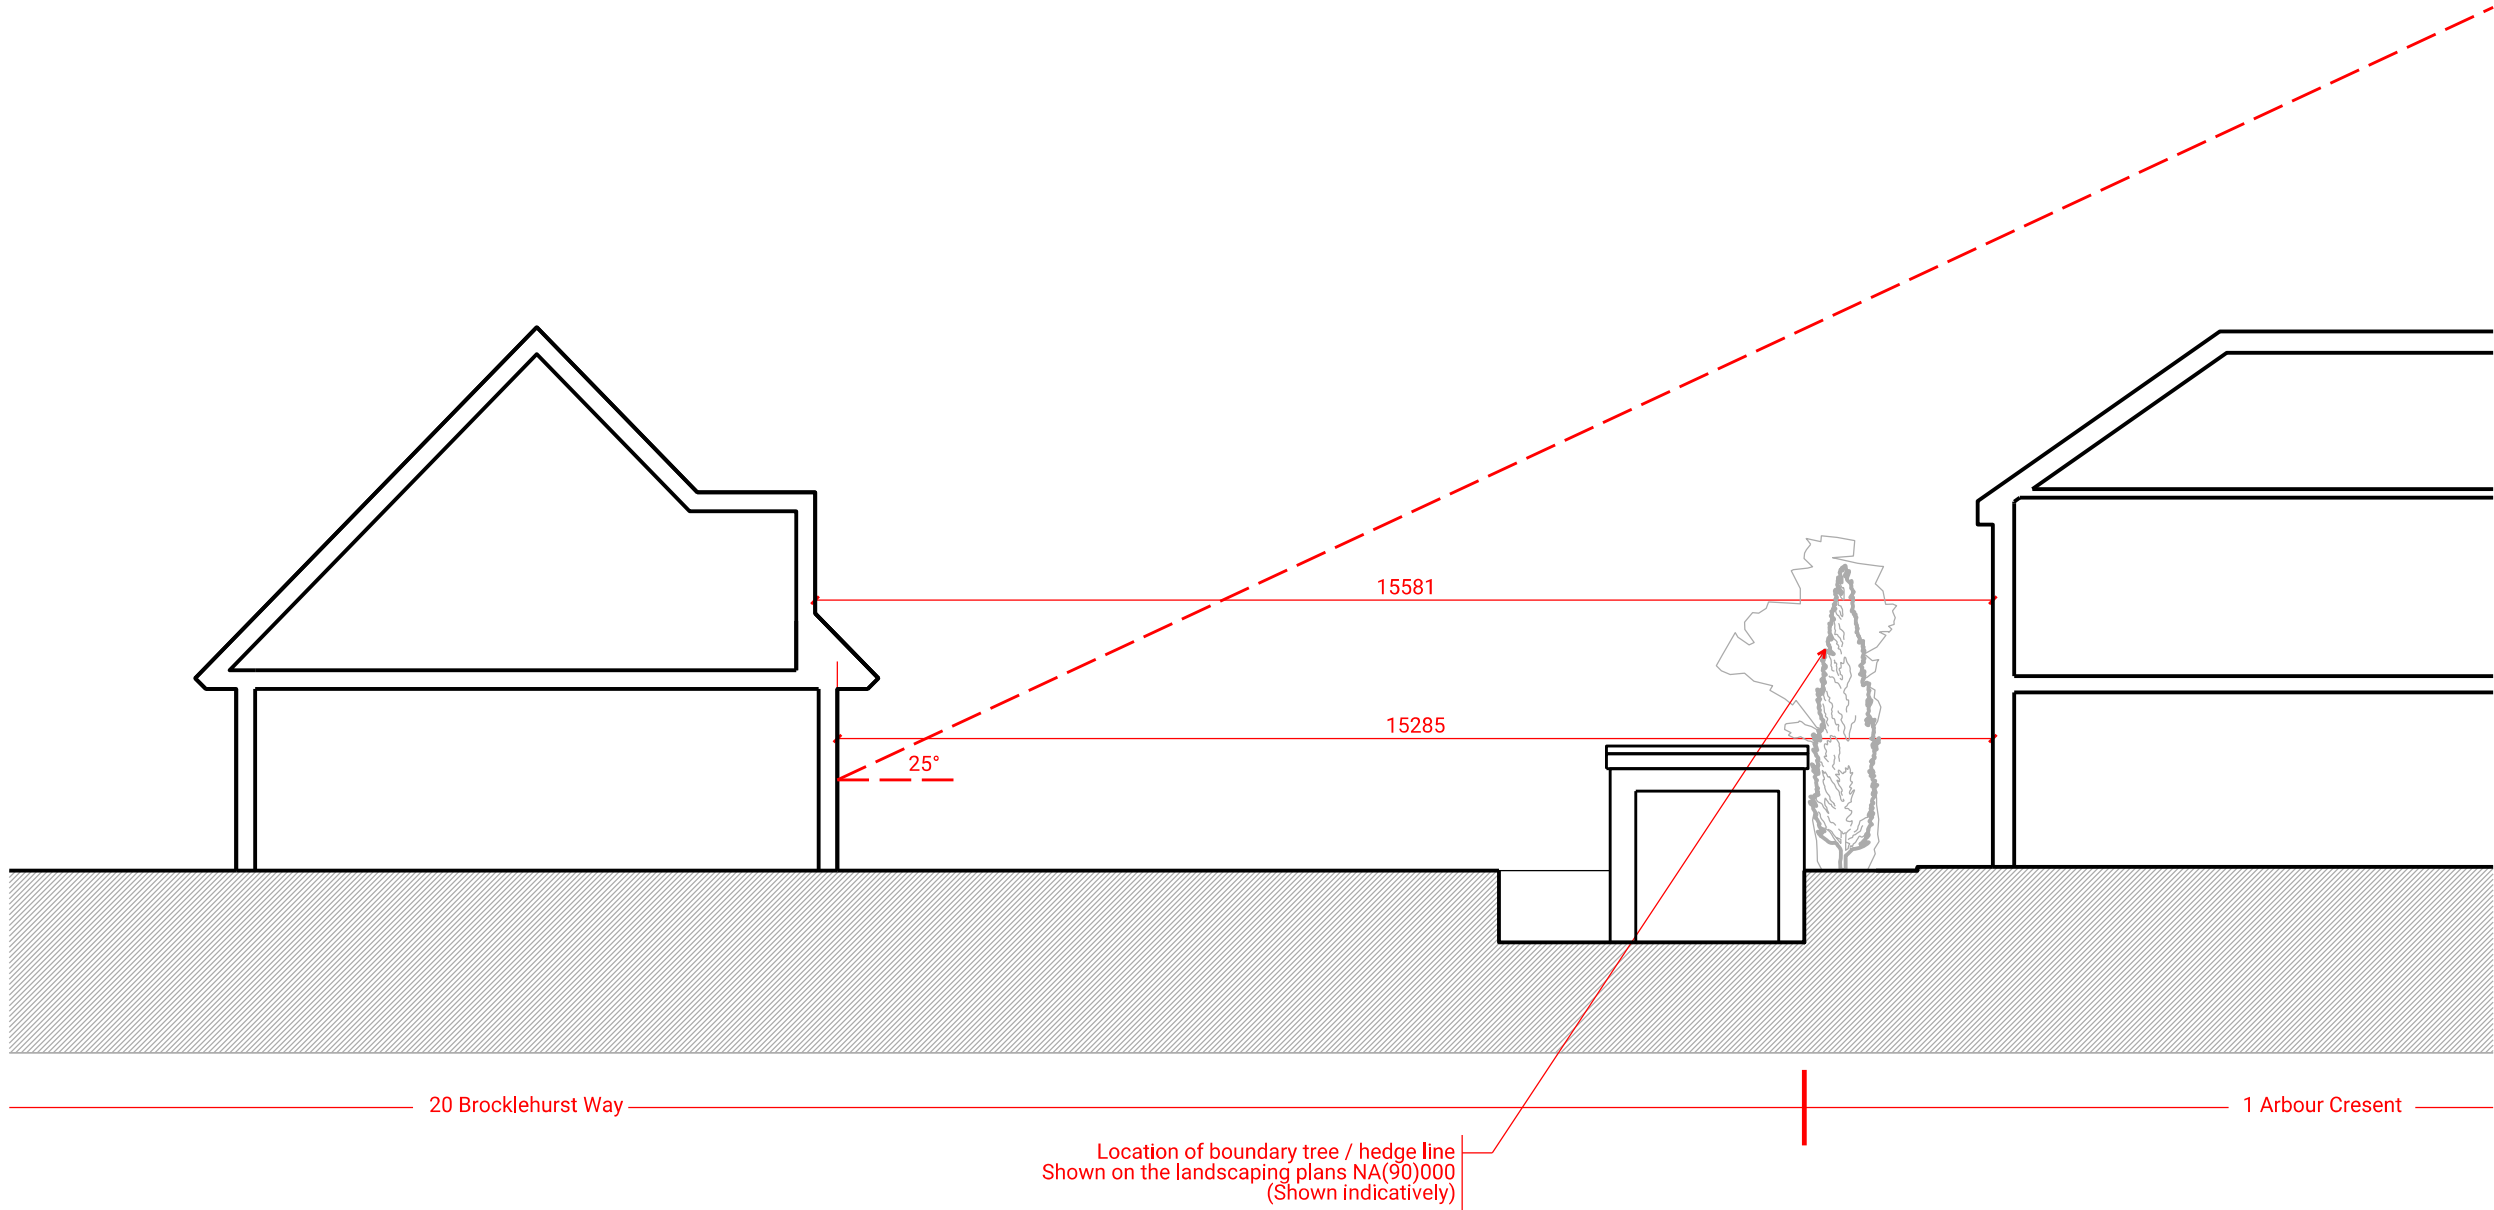 15581
15285
25°
20 Brocklehurst Way
1 Arbour Cresent
Location of boundary tree / hedge line
Shown on the landscaping plans NA(90)000
(Shown indicatively)